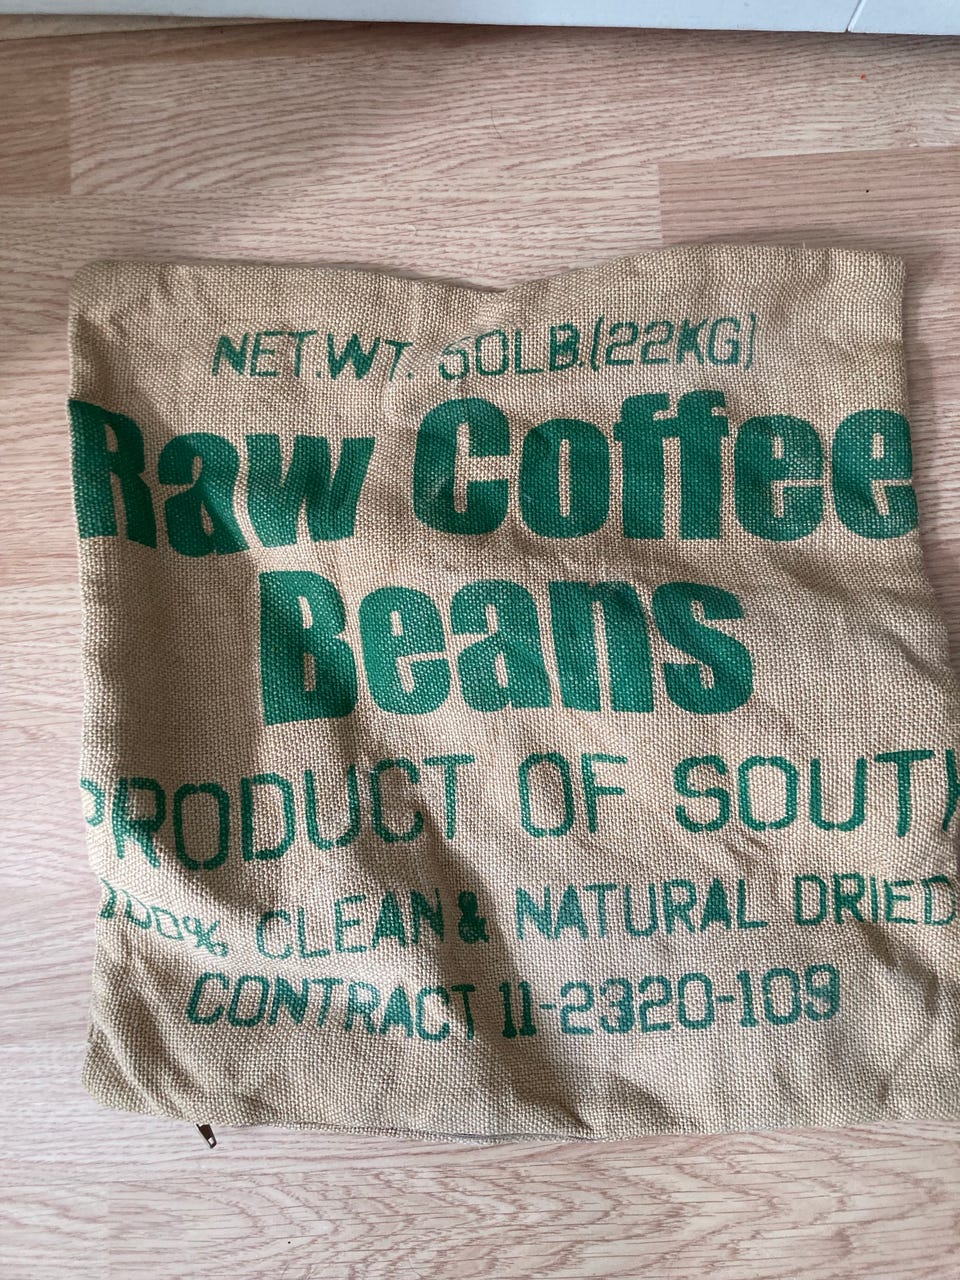 NET.WT. 50LB.(22KG)
Raw Coffee
Beans
PRODUCT OF SOUTH
100% CLEAN & NATURAL DRIED
CONTRACT 11-2320-109